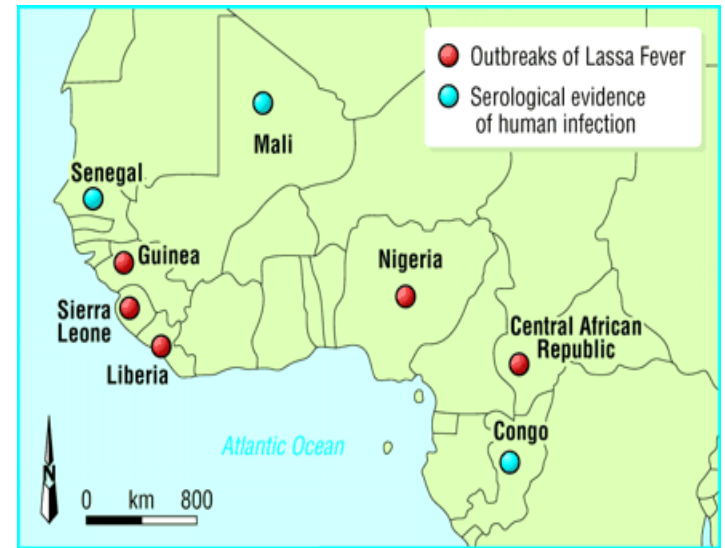 Outbreaks of Lassa Fever
Serological evidence
of human infection
Mali
Senegal
Guinea
Nigeria
Sierra
Leone
Central African
Republic
Liberia
Congo
Atlantic Ocean
N
0 km 800